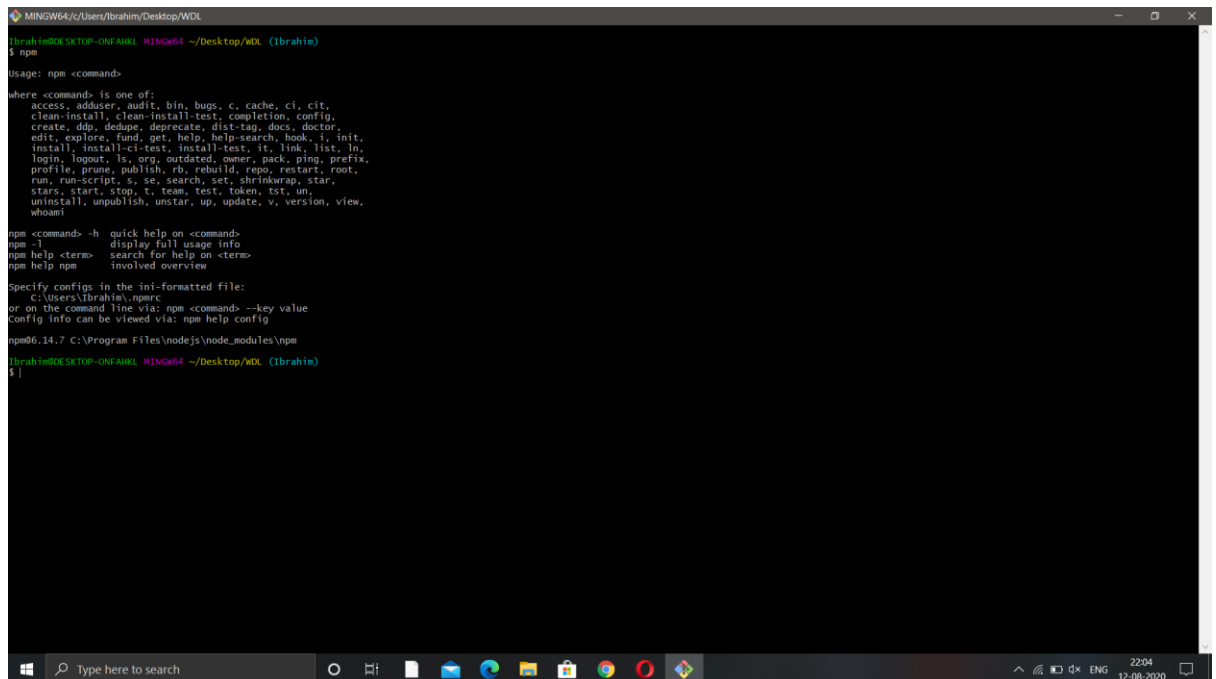 MINGW64:/c/Users/Ibrahim/Desktop/WDL
Ibrahim@DESKTOP-ONFAHKL MINGW64 ~/Desktop/WDL (Ibrahim)
$ npm
Usage: npm <command>
where <command> is one of:
access, adduser, audit, bin, bugs, c, cache, ci, cit,
clean-install, clean-install-test, completion, config,
create, ddp, dedupe, deprecate, dist-tag, docs, doctor,
edit, explore, fund, get, help, help-search, hook, i, init,
install, install-ci-test, install-test, it, link, list, ln,
login, logout, ls, org, outdated, owner, pack, ping, prefix,
profile, prune, publish, rb, rebuild, repo, restart, root,
run, run-script, s, se, search, set, shrinkwrap, star,
stars, start, stop, t, team, test, token, tst, un,
uninstall, unpublish, unstar, up, update, v, version, view,
whoami
npm <command> -h quick help on <command>
npm -l display full usage info
npm help <term> search for help on <term>
npm help npm involved overview
Specify configs in the ini-formatted file:
C:\Users\Ibrahim\.npmrc
or on the command line via: npm <command> --key value
Config info can be viewed via: npm help config
npm@6.14.7 C:\Program Files\nodejs\node_modules\npm
Ibrahim@DESKTOP-ONFAHKL MINGW64 ~/Desktop/WDL (Ibrahim)
$
Type here to search
ENG
22:04
12-08-2020